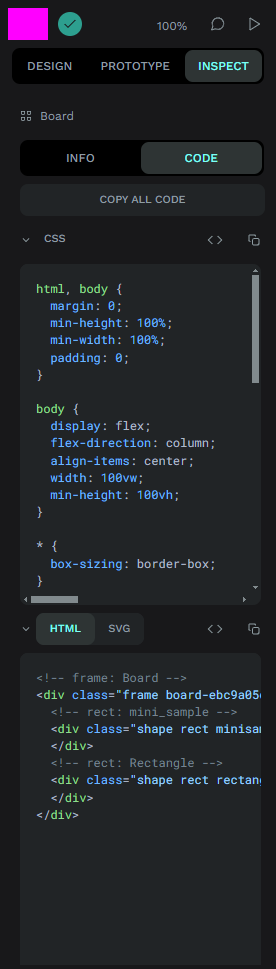 100%
DESIGN PROTOTYPE INSPECT
Board
INFO CODE
COPY ALL CODE
CSS
html, body {
margin: 0;
min-height: 100%;
min-width: 100%;
padding: 0;
}
body {
display: flex;
flex-direction: column;
align-items: center;
width: 100vw;
min-height: 100vh;
}
* {
box-sizing: border-box;
}
HTML SVG
<!-- frame: Board -->
<div class="frame board-ebc9a05
<!-- rect: mini_sample -->
<div class="shape rect minisa
</div>
<!-- rect: Rectangle -->
<div class="shape rect rectan
</div>
</div>